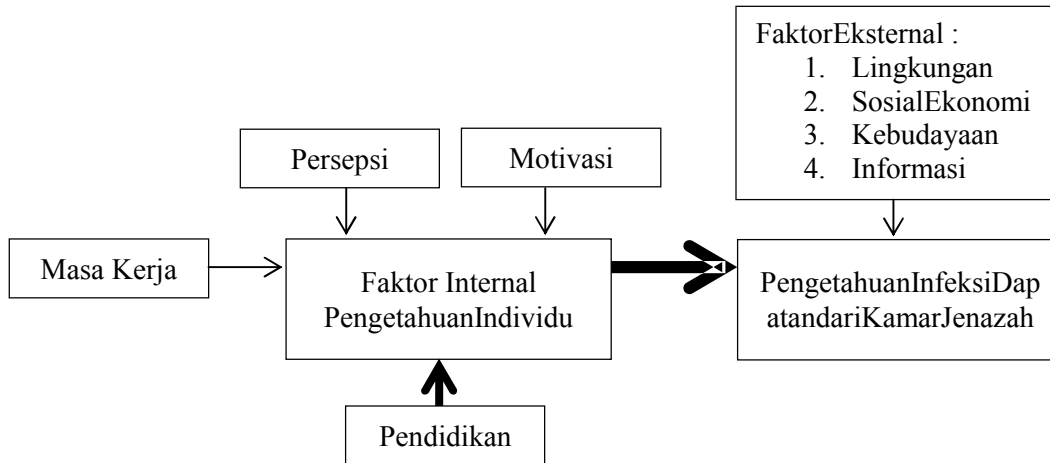 FaktorEksternal :
1. Lingkungan
2. SosialEkonomi
3. Kebudayaan
4. Informasi
Persepsi
Motivasi
Masa Kerja
Faktor Internal
PengetahuanIndividu
PengetahuanInfeksiDap
atandariKamarJenazah
Pendidikan